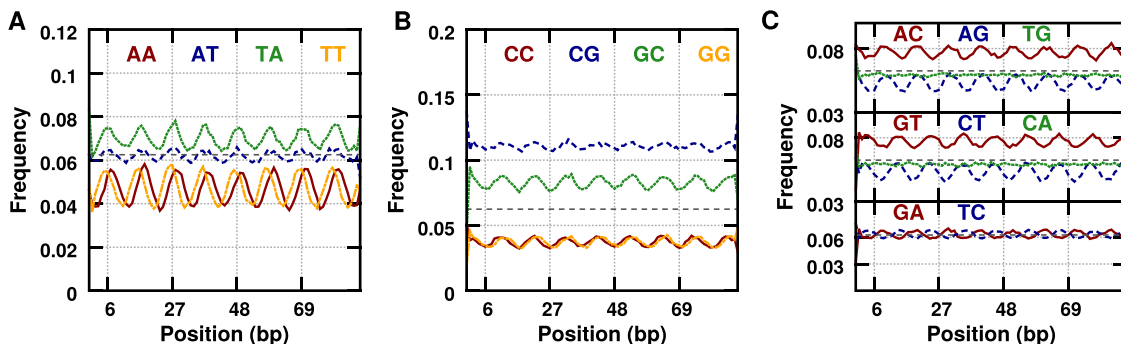 A
0.12
0.1
0.08
0.06
0.04
0.02
0
Frequency
AA AT TA TT
6 27 48 69
Position (bp)
B
0.2
0.15
0.1
0.05
0
Frequency
CC CG GC GG
6 27 48 69
Position (bp)
C
Frequency
AC AG TG
0.08
0.03
GT CT CA
0.08
0.03
GA TC
0.06
0.03
6 27 48 69
Position (bp)